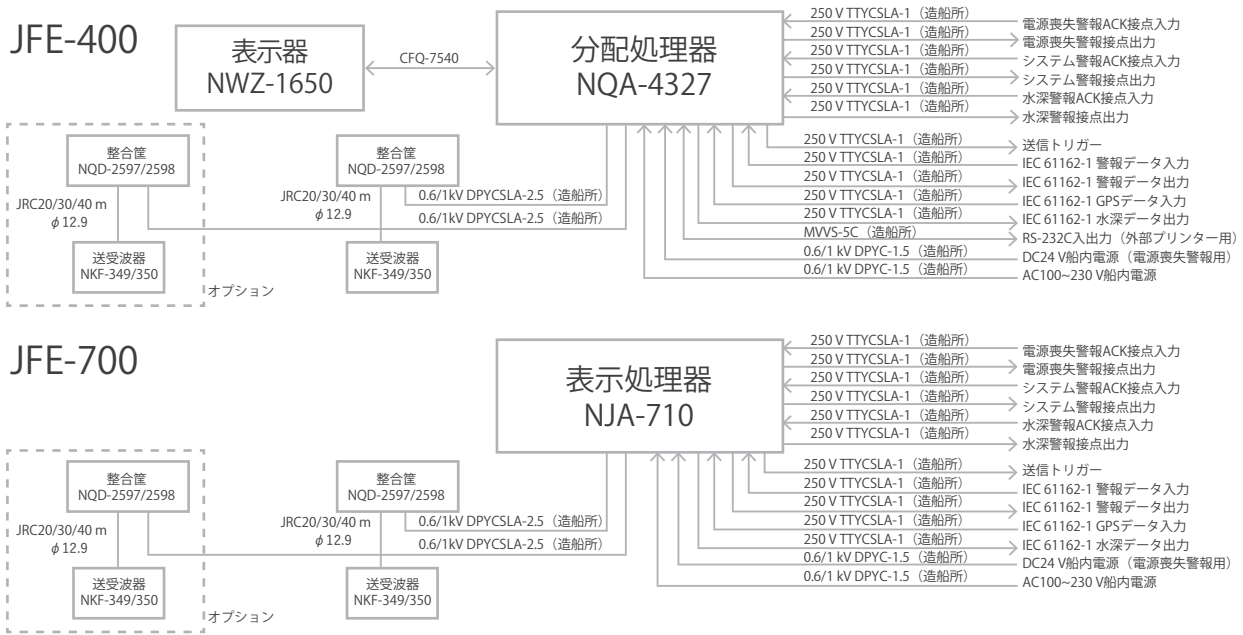 JFE-400
表示器
NWZ-1650
CFQ-7540
分配処理器
NQA-4327
250 V TTYCSLA-1（造船所）
電源喪失警報ACK接点入力
250 V TTYCSLA-1（造船所）
電源喪失警報接点出力
250 V TTYCSLA-1（造船所）
システム警報ACK接点入力
250 V TTYCSLA-1（造船所）
システム警報接点出力
250 V TTYCSLA-1（造船所）
水深警報ACK接点入力
250 V TTYCSLA-1（造船所）
水深警報接点出力
250 V TTYCSLA-1（造船所）
送信トリガー
250 V TTYCSLA-1（造船所）
IEC 61162-1 警報データ入力
250 V TTYCSLA-1（造船所）
IEC 61162-1 警報データ出力
250 V TTYCSLA-1（造船所）
IEC 61162-1 GPSデータ入力
250 V TTYCSLA-1（造船所）
IEC 61162-1 水深データ出力
MVVS-5C（造船所）
RS-232C入出力（外部プリンター用）
0.6/1 kV DPYC-1.5（造船所）
DC24 V船内電源（電源喪失警報用）
0.6/1 kV DPYC-1.5（造船所）
AC100~230 V船内電源
整合筐
NQD-2597/2598
JRC20/30/40 m
φ12.9
送受波器
NKF-349/350
オプション
整合筐
NQD-2597/2598
JRC20/30/40 m
φ12.9
送受波器
NKF-349/350
0.6/1kV DPYCSLA-2.5（造船所）
0.6/1kV DPYCSLA-2.5（造船所）
JFE-700
表示処理器
NJA-710
250 V TTYCSLA-1（造船所）
電源喪失警報ACK接点入力
250 V TTYCSLA-1（造船所）
電源喪失警報接点出力
250 V TTYCSLA-1（造船所）
システム警報ACK接点入力
250 V TTYCSLA-1（造船所）
システム警報接点出力
250 V TTYCSLA-1（造船所）
水深警報ACK接点入力
250 V TTYCSLA-1（造船所）
水深警報接点出力
250 V TTYCSLA-1（造船所）
送信トリガー
250 V TTYCSLA-1（造船所）
IEC 61162-1 警報データ入力
250 V TTYCSLA-1（造船所）
IEC 61162-1 警報データ出力
250 V TTYCSLA-1（造船所）
IEC 61162-1 GPSデータ入力
250 V TTYCSLA-1（造船所）
IEC 61162-1 水深データ出力
0.6/1 kV DPYC-1.5（造船所）
DC24 V船内電源（電源喪失警報用）
0.6/1 kV DPYC-1.5（造船所）
AC100~230 V船内電源
整合筐
NQD-2597/2598
JRC20/30/40 m
φ12.9
送受波器
NKF-349/350
オプション
整合筐
NQD-2597/2598
JRC20/30/40 m
φ12.9
送受波器
NKF-349/350
0.6/1kV DPYCSLA-2.5（造船所）
0.6/1kV DPYCSLA-2.5（造船所）